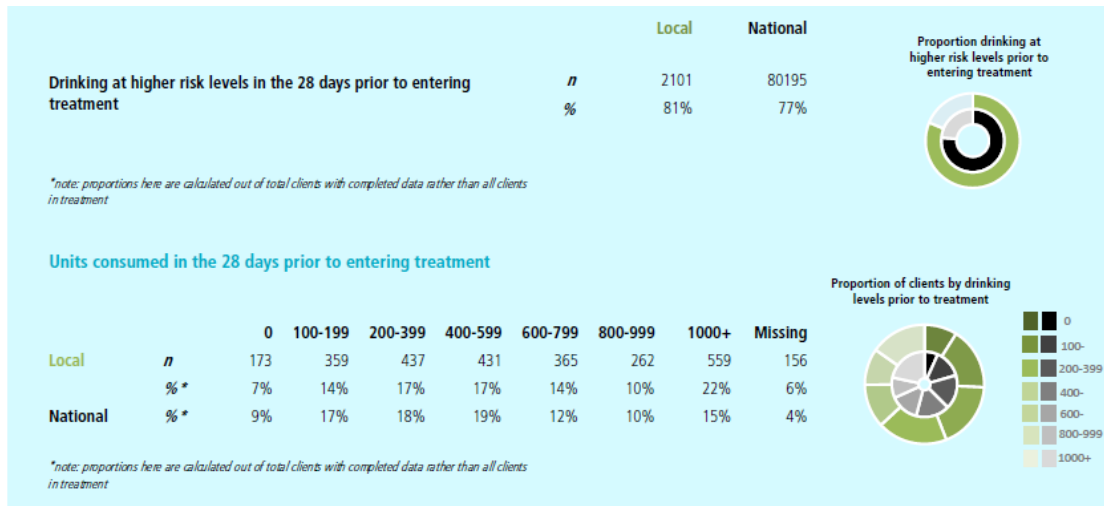 Local National
Proportion drinking at
higher risk levels prior to
entering treatment
Drinking at higher risk levels in the 28 days prior to entering
treatment
n 2101 80195
% 81% 77%
*note: proportions here are calculated out of total clients with completed data rather than all clients
in treatment
Units consumed in the 28 days prior to entering treatment
Proportion of clients by drinking
levels prior to treatment
0 100-199 200-399 400-599 600-799 800-999 1000+ Missing
Local n 173 359 437 431 365 262 559 156
%* 7% 14% 17% 17% 14% 10% 22% 6%
National %* 9% 17% 18% 19% 12% 10% 15% 4%
0
100-
200-399
400-
600-
800-999
1000+
*note: proportions here are calculated out of total clients with completed data rather than all clients
in treatment